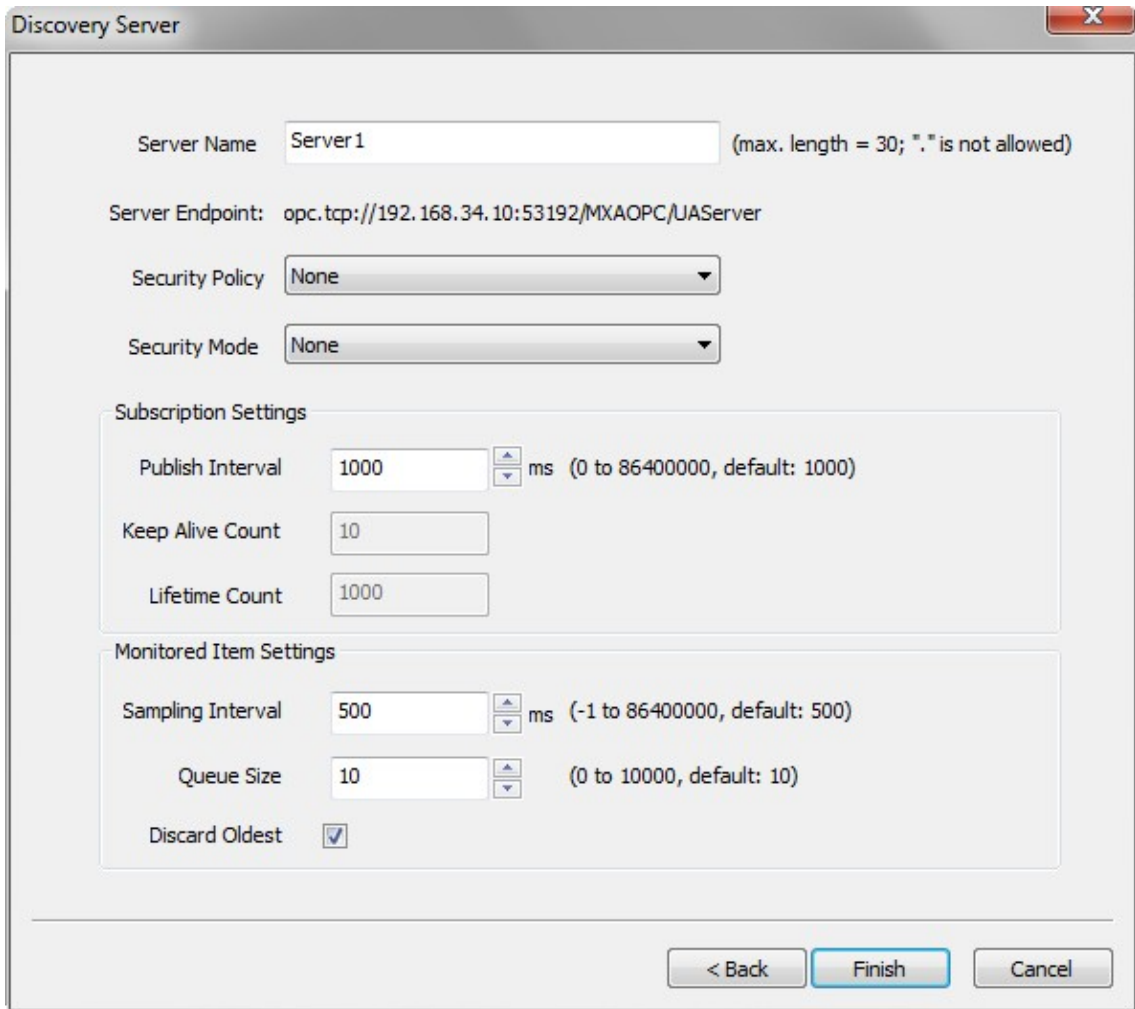 Discovery Server
Server Name Server1 (max. length = 30; "." is not allowed)
Server Endpoint: opc.tcp://192.168.34.10:53192/MXAOPC/UAServer
Security Policy None
Security Mode None
Subscription Settings
Publish Interval 1000 ms (0 to 86400000, default: 1000)
Keep Alive Count 10
Lifetime Count 1000
Monitored Item Settings
Sampling Interval 500 ms (-1 to 86400000, default: 500)
Queue Size 10 (0 to 10000, default: 10)
Discard Oldest
< Back Finish Cancel